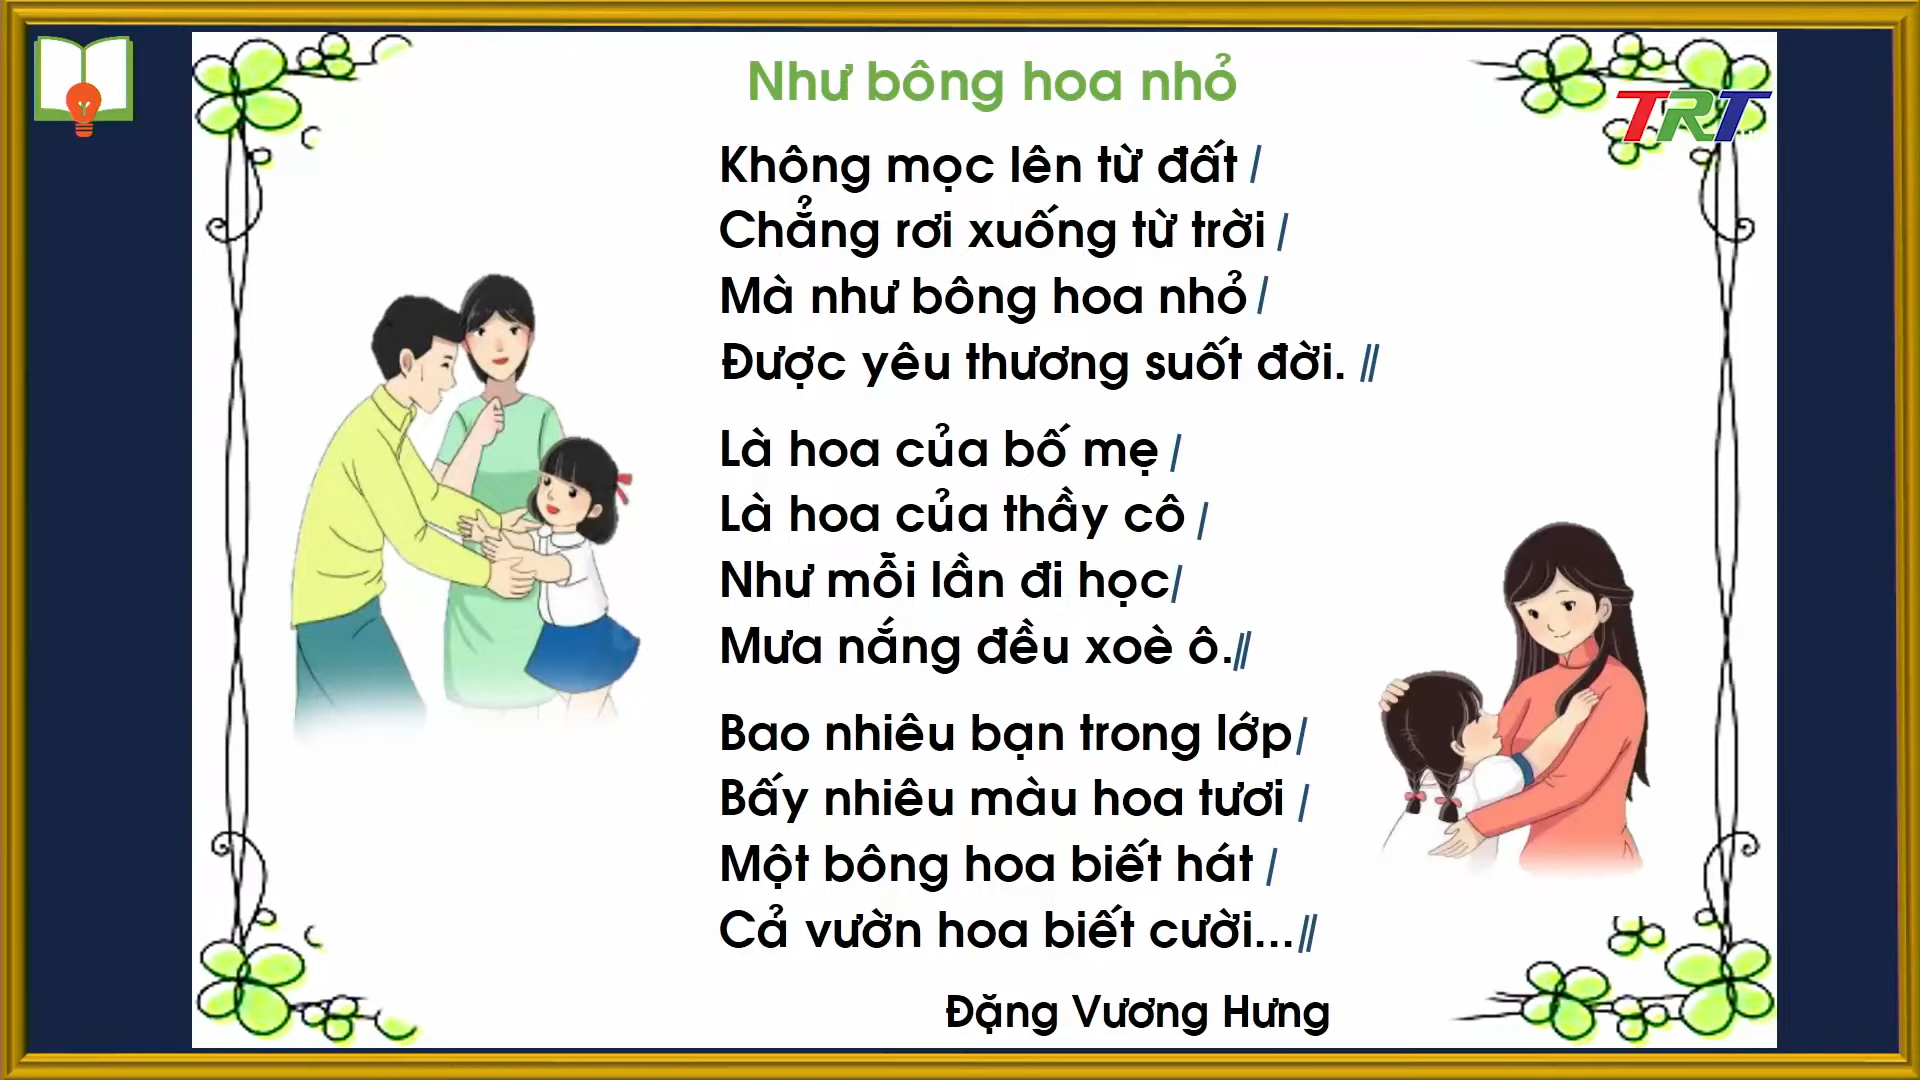 Như bông hoa nhỏ
TRT
Không mọc lên từ đất /
Chẳng rơi xuống từ trời /
Mà như bông hoa nhỏ /
Được yêu thương suốt đời. //
Là hoa của bố mẹ /
Là hoa của thầy cô /
Như mỗi lần đi học/
Mưa nắng đều xoè ô.//
Bao nhiêu bạn trong lớp/
Bấy nhiêu màu hoa tươi /
Một bông hoa biết hát /
Cả vườn hoa biết cười...//
Đặng Vương Hưng